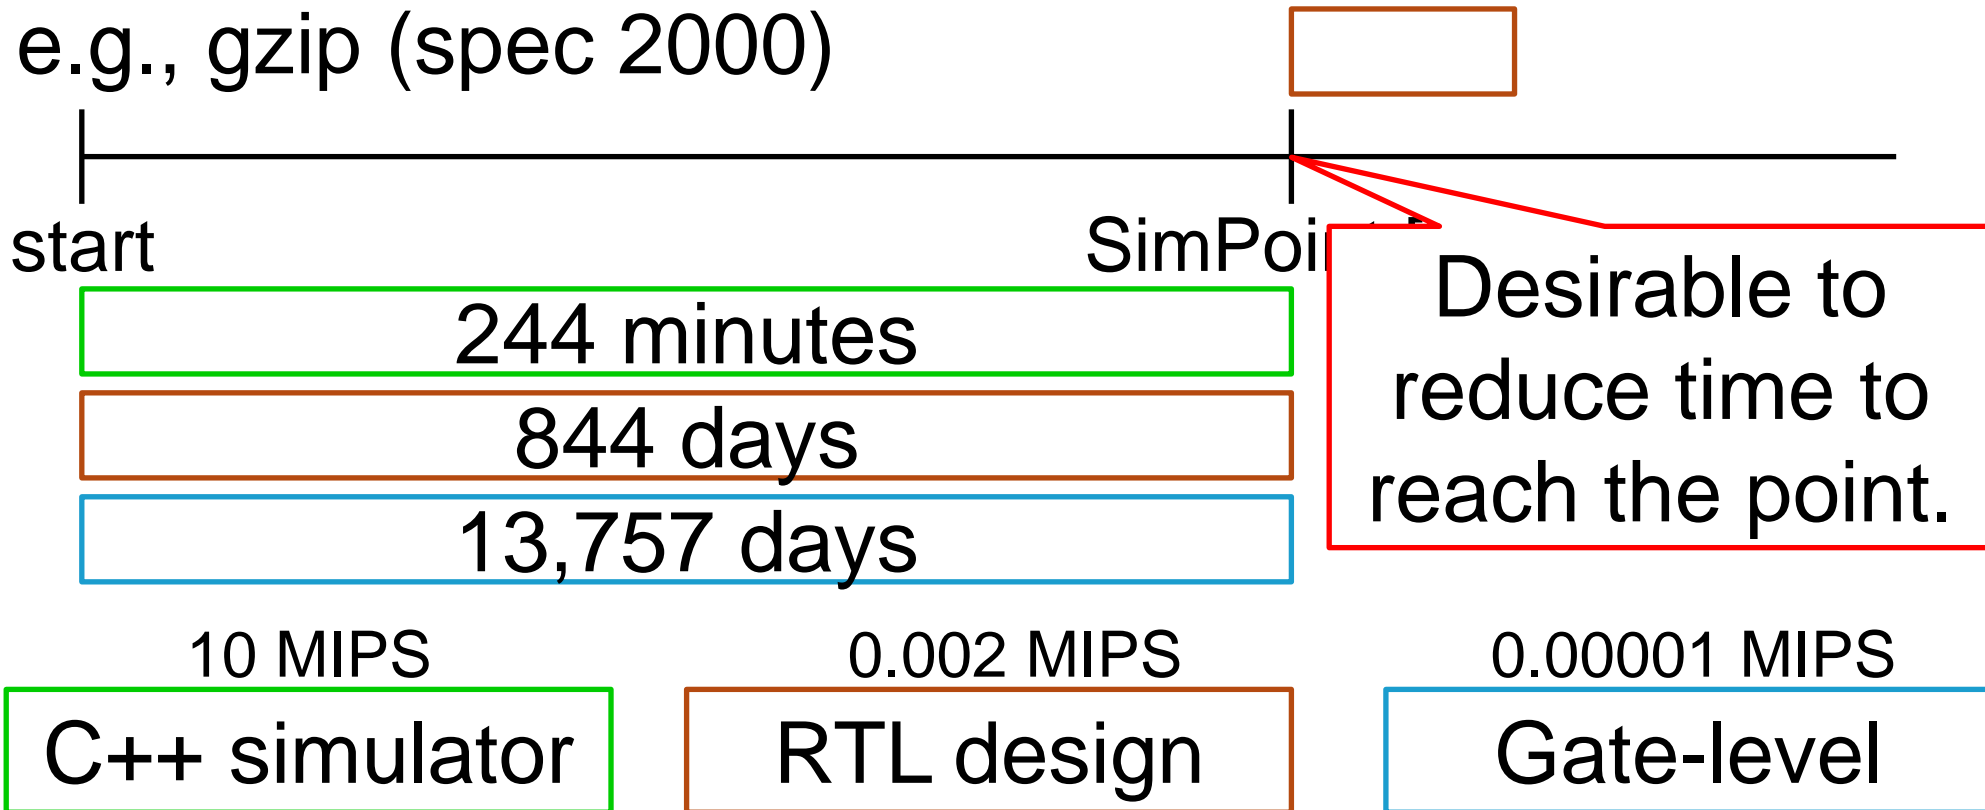 e.g., gzip (spec 2000)
start
244 minutes
844 days
13,757 days
Desirable to
reduce time to
reach the point.
10 MIPS
0.002 MIPS
0.00001 MIPS
C++ simulator
RTL design
Gate-level